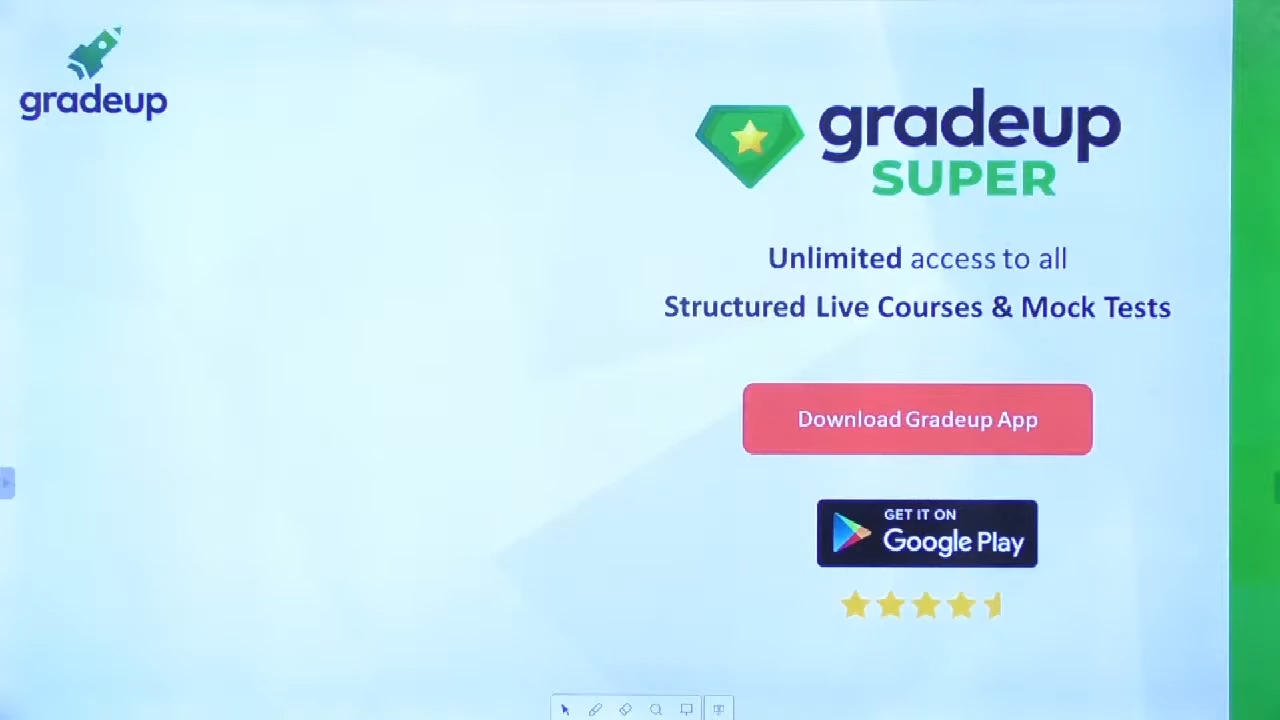 gradeup
gradeup
SUPER
Unlimited access to all
Structured Live Courses & Mock Tests
Download Gradeup App
GET IT ON
Google Play